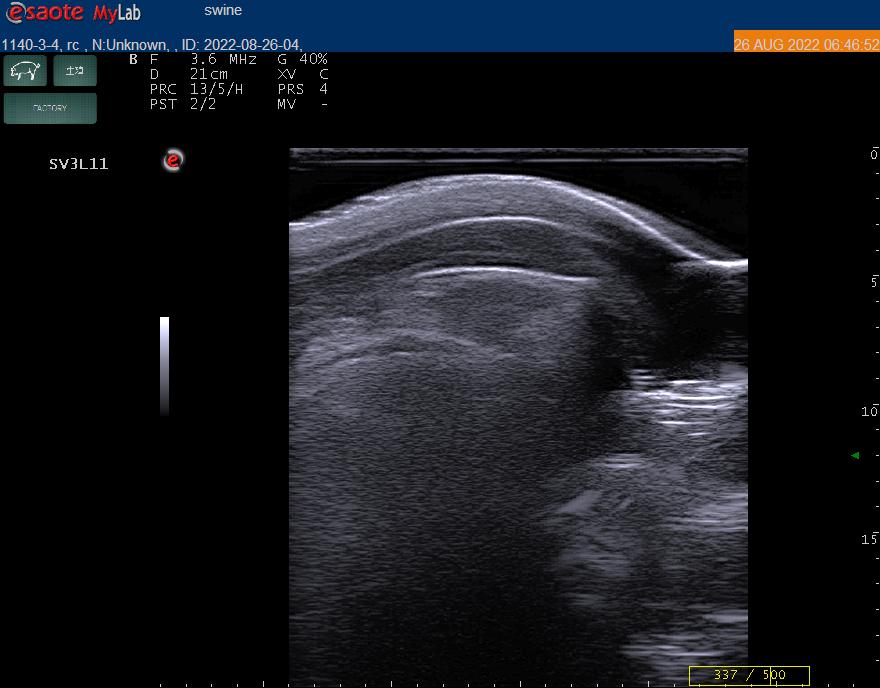 esaote MyLab
swine
1140-3-4, rc , N:Unknown, , ID: 2022-08-26-04,
26 AUG 2022 06:46:52
B F 3.6 MHz G 40%
D 21cm XV C
PRC 13/5/H PRS 4
PST 2/2 MV -
土猪
FACTORY
SV3L11
e
0
5
10
15
337 / 500